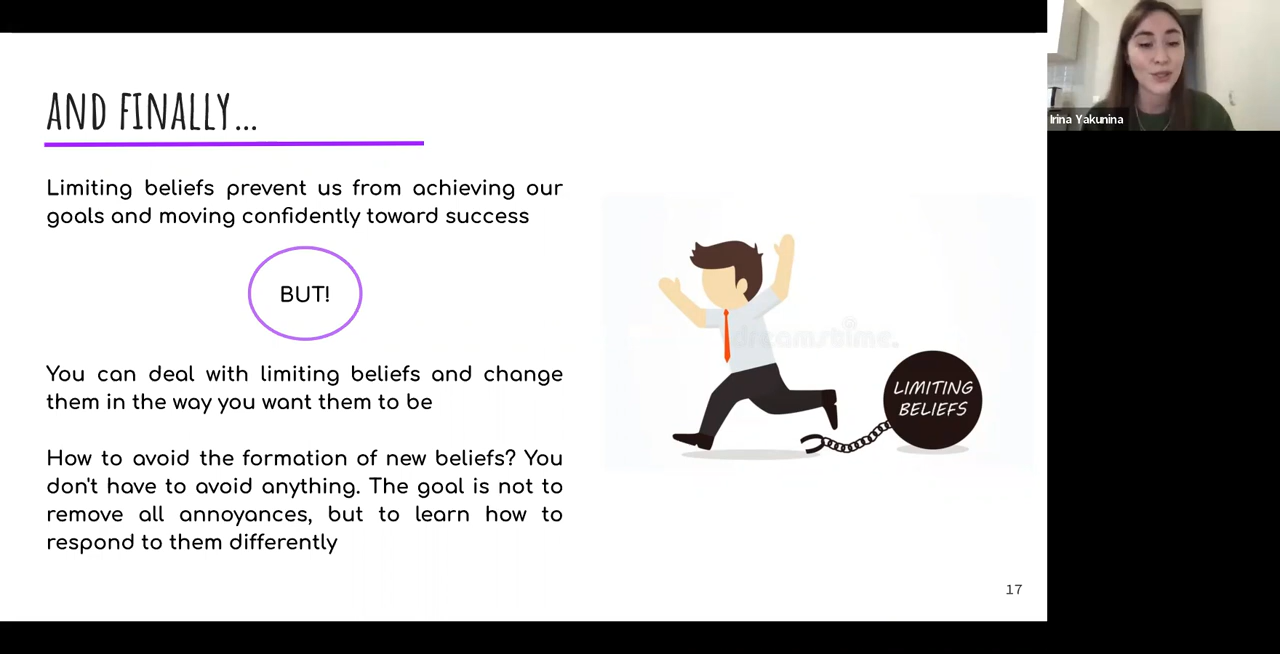 AND FINALLY...
Limiting beliefs prevent us from achieving our
goals and moving confidently toward success
BUT!
You can deal with limiting beliefs and change
them in the way you want them to be
How to avoid the formation of new beliefs? You
don't have to avoid anything. The goal is not to
remove all annoyances, but to learn how to
respond to them differently
dreamstime.
LIMITING
BELIEFS
17
Irina Yakunina